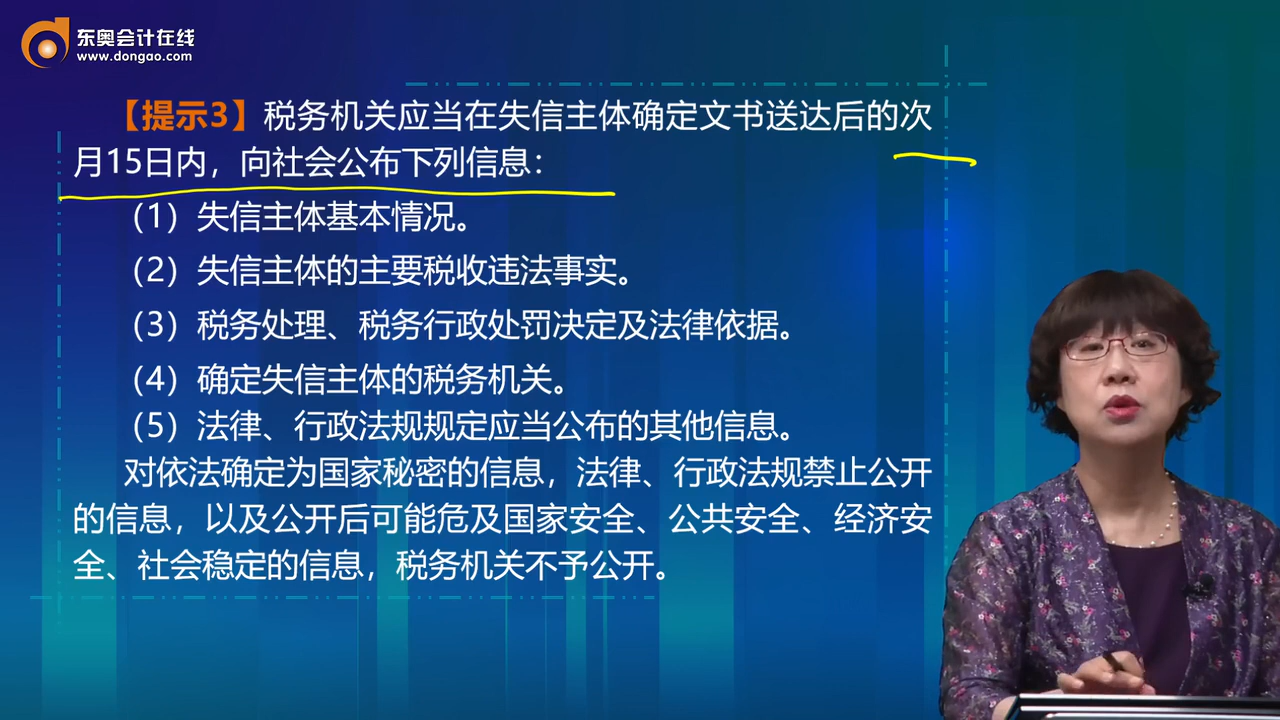 东奥会计在线
www.dongao.com
【提示3】税务机关应当在失信主体确定文书送达后的次
月15日内，向社会公布下列信息：
（1）失信主体基本情况。
（2）失信主体的主要税收违法事实。
（3）税务处理、税务行政处罚决定及法律依据。
（4）确定失信主体的税务机关。
（5）法律、行政法规规定应当公布的其他信息。
对依法确定为国家秘密的信息，法律、行政法规禁止公开
的信息，以及公开后可能危及国家安全、公共安全、经济安
全、社会稳定的信息，税务机关不予公开。